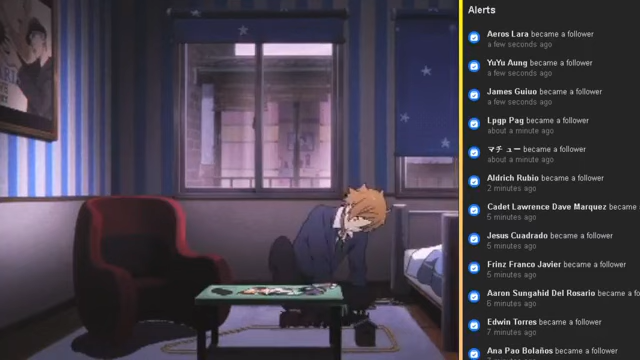 Alerts
Aeros Lara became a follower
a few seconds ago
YuYu Aung became a follower
a few seconds ago
James Guiuo became a follower
a few seconds ago
Lpgp Pag became a follower
about a minute ago
マチ ュー became a follower
about a minute ago
Aldrich Rubio became a follower
2 minutes ago
Cadet Lawrence Dave Marquez became a
5 minutes ago
Jesus Cuadrado became a follower
5 minutes ago
Frinz Franco Javier became a follower
5 minutes ago
Aaron Sungahid Del Rosario became a fo
6 minutes ago
Edwin Torres became a follower
7 minutes ago
Ana Pao Bolaños became a follower